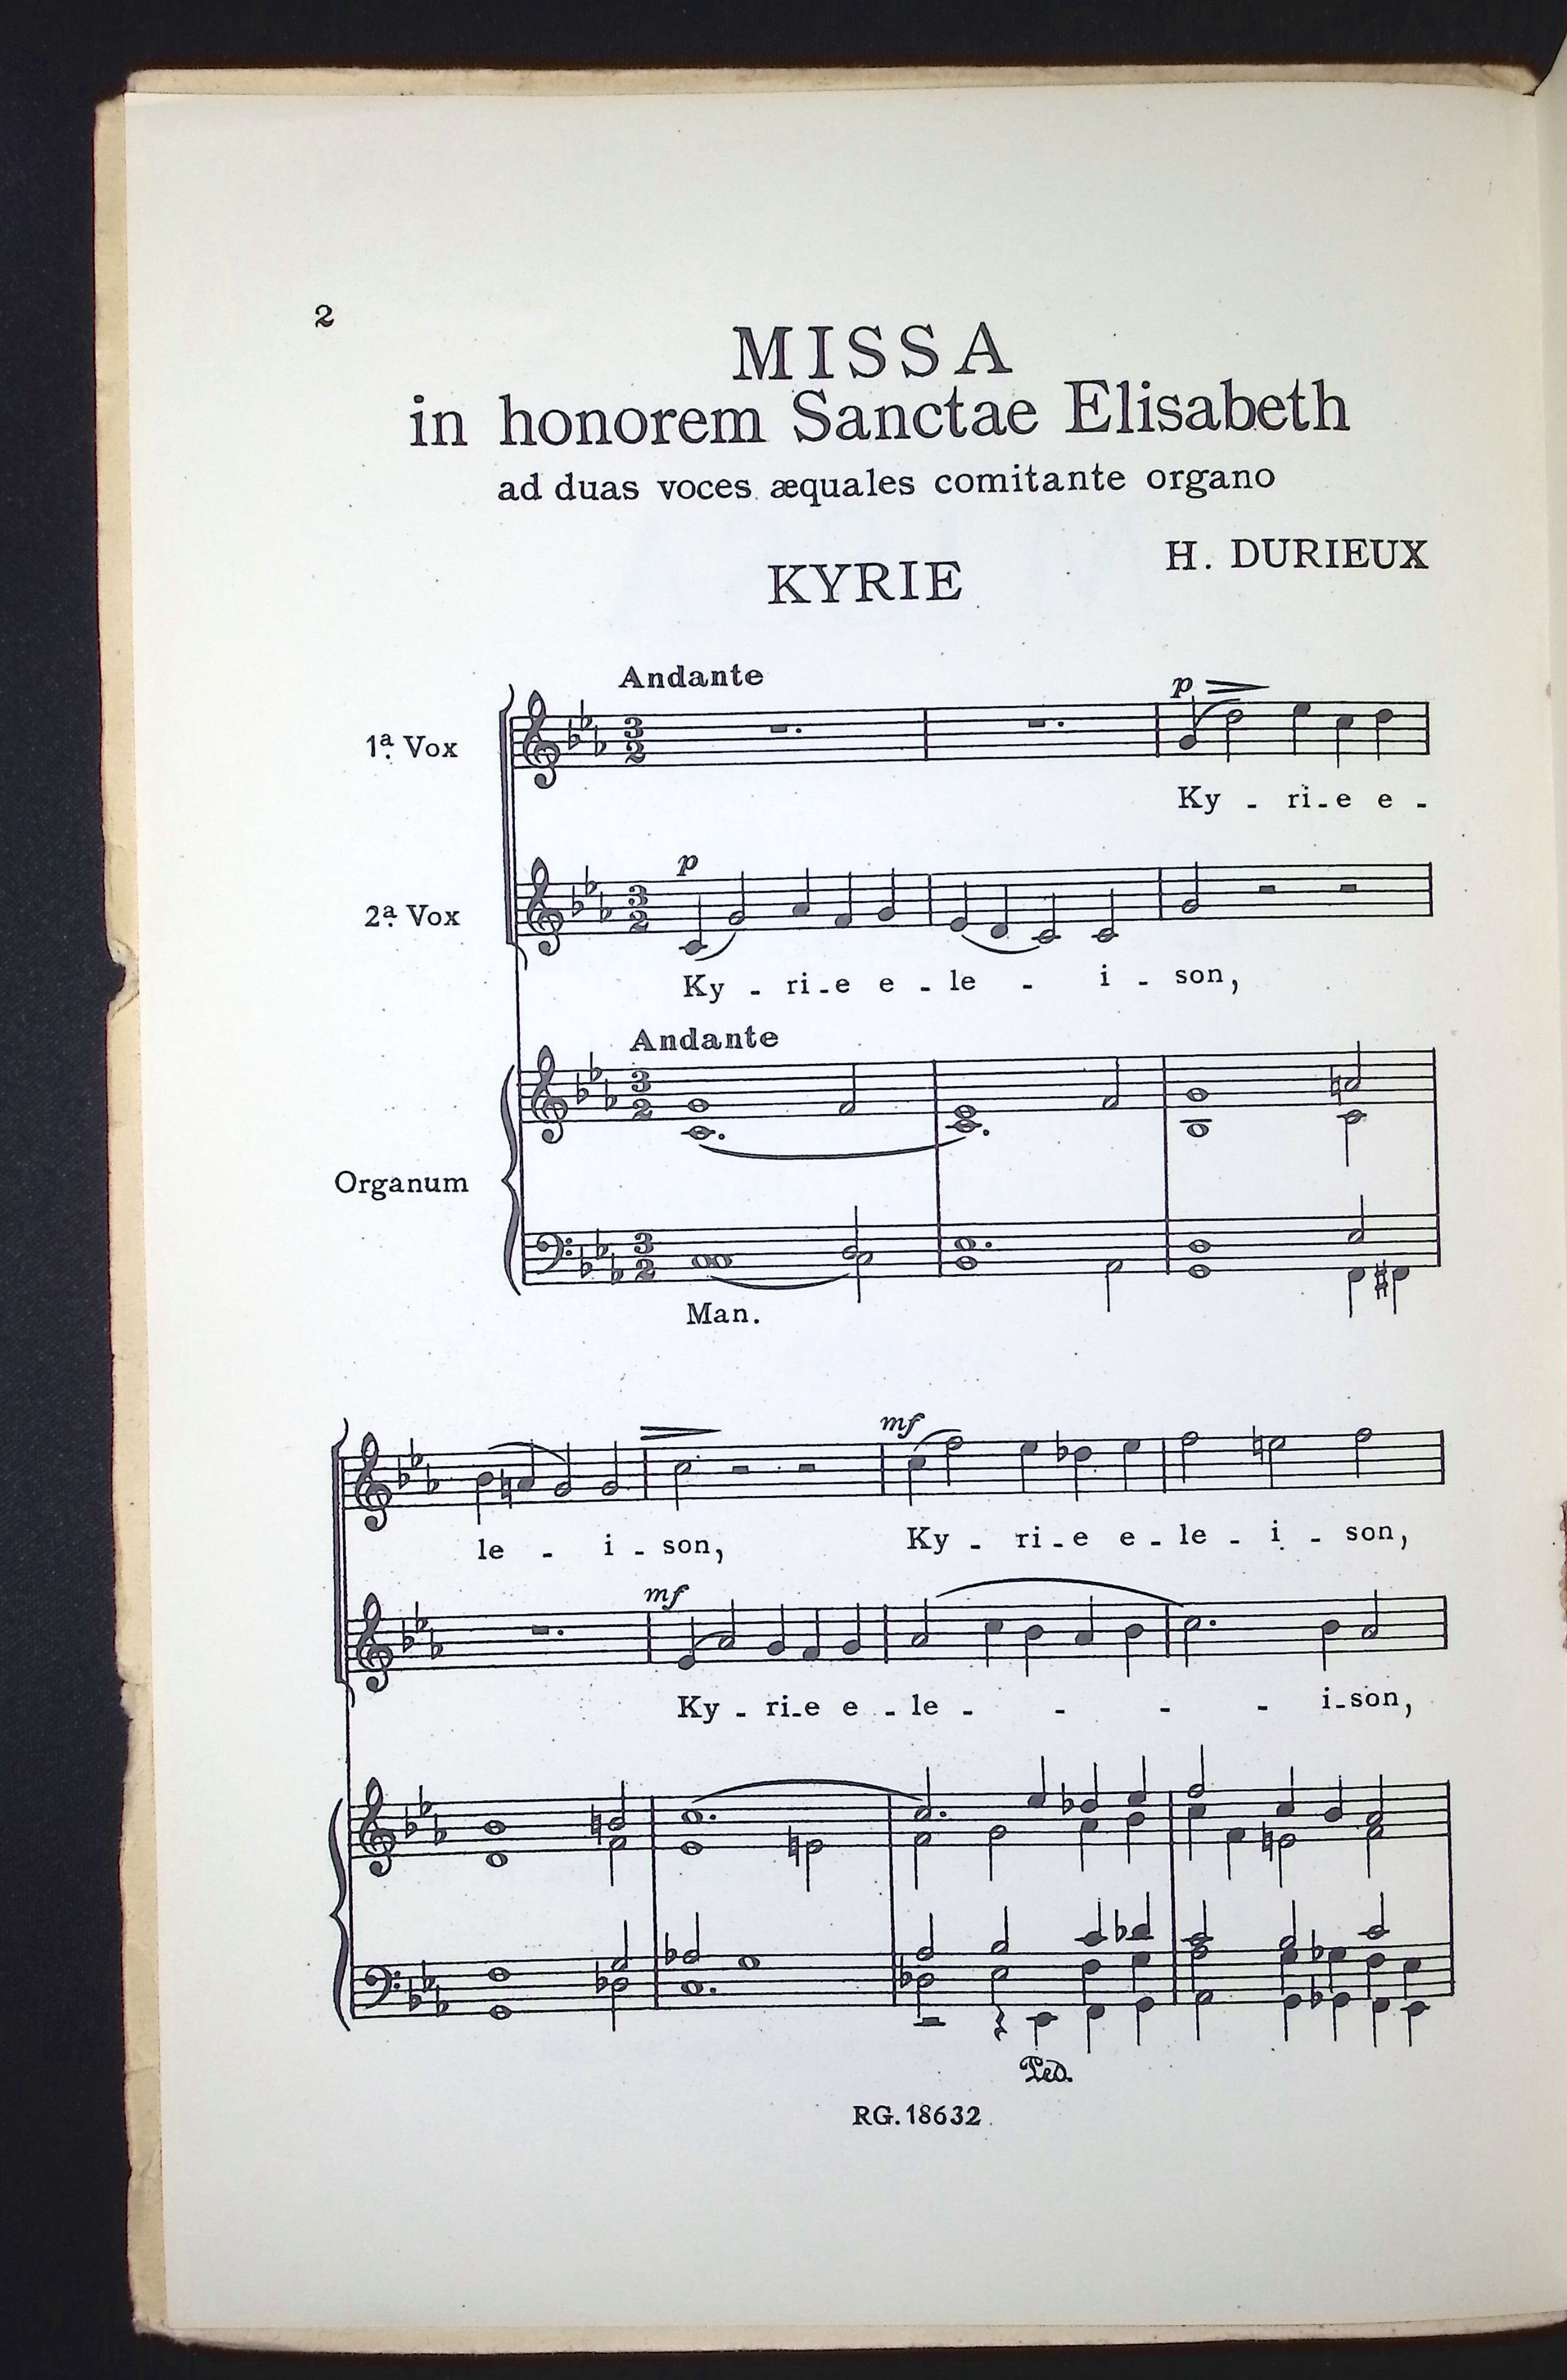 2
MISSA
in honorem Sanctae Elisabeth
ad duas voces æquales comitante organo
H. DURIEUX
KYRIE
Andante
p
1ª. Vox
Ky - ri-e e -
p
2ª. Vox
Ky - ri-e e - le - i - son,
Andante
Organum
Man.
mf
le - i - son, Ky - ri-e e - le - i - son,
mf
Ky - ri-e e - le - - - - i-son,
Ped.
RG. 18632